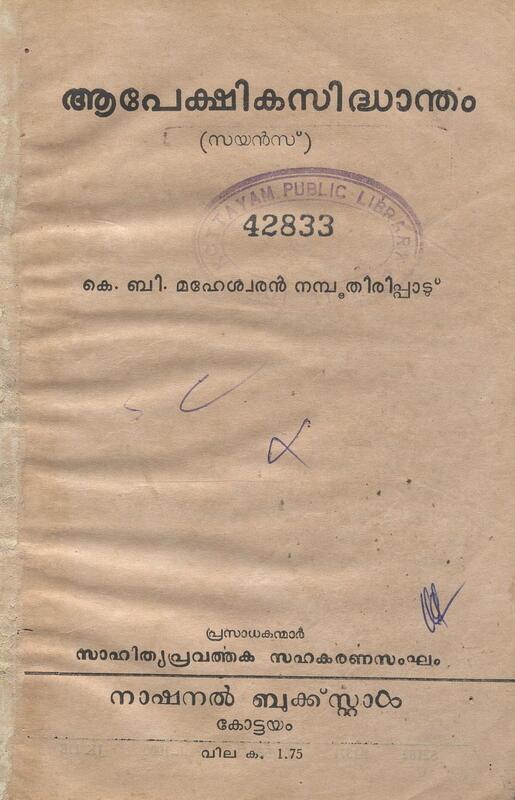 ആപേക്ഷികസിദ്ധാന്തം
(സയൻസ്)
KOTTAYAM PUBLIC LIBRARY
42833
കെ. ബി. മഹേശ്വരൻ നമ്പൂതിരിപ്പാടു്
പ്രസാധകന്മാർ
സാഹിത്യപ്രവർത്തക സഹകരണസംഘം
നാഷനൽ ബുക്ക്സ്റ്റാൾ
കോട്ടയം
വില ക. 1.75